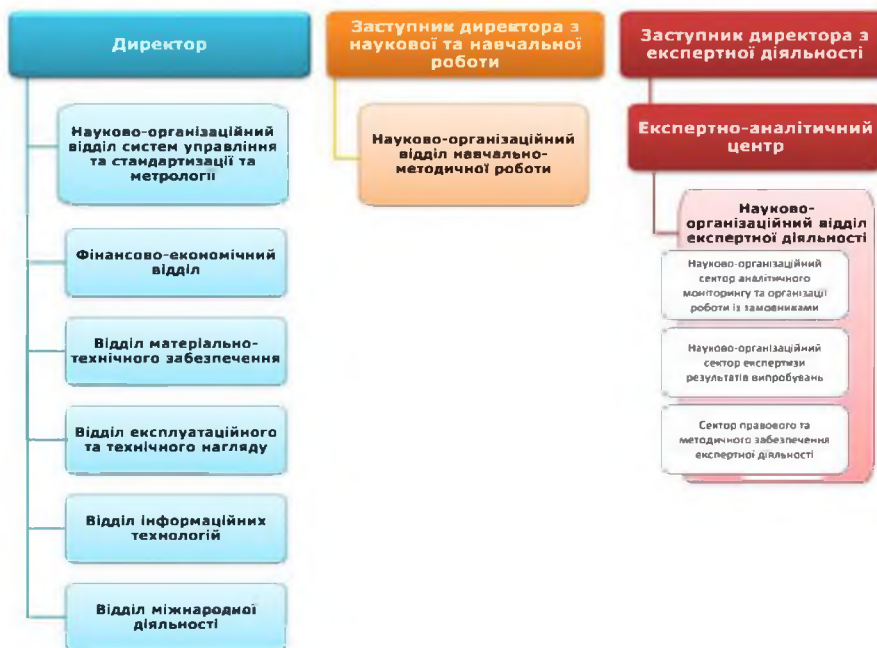 Директор
Науково-організаційний
відділ систем управління
та стандартизації та
метрології
Фінансово-економічний
відділ
Відділ матеріально-
технічного забезпечення
Відділ експлуатаційного
та технічного нагляду
Відділ інформаційних
технологій
Відділ міжнародної
діяльності
Заступник директора з
наукової та навчальної
роботи
Науково-організаційний
відділ навчально-
методичної роботи
Заступник директора з
експертної діяльності
Експертно-аналітичний
центр
Науково-
організаційний відділ
експертної діяльності
Науково-організаційний
сектор аналітичного
моніторингу та організації
роботи із замовниками
Науково-організаційний
сектор експертизи
результатів випробувань
Сектор правового та
методичного забезпечення
експертної діяльності